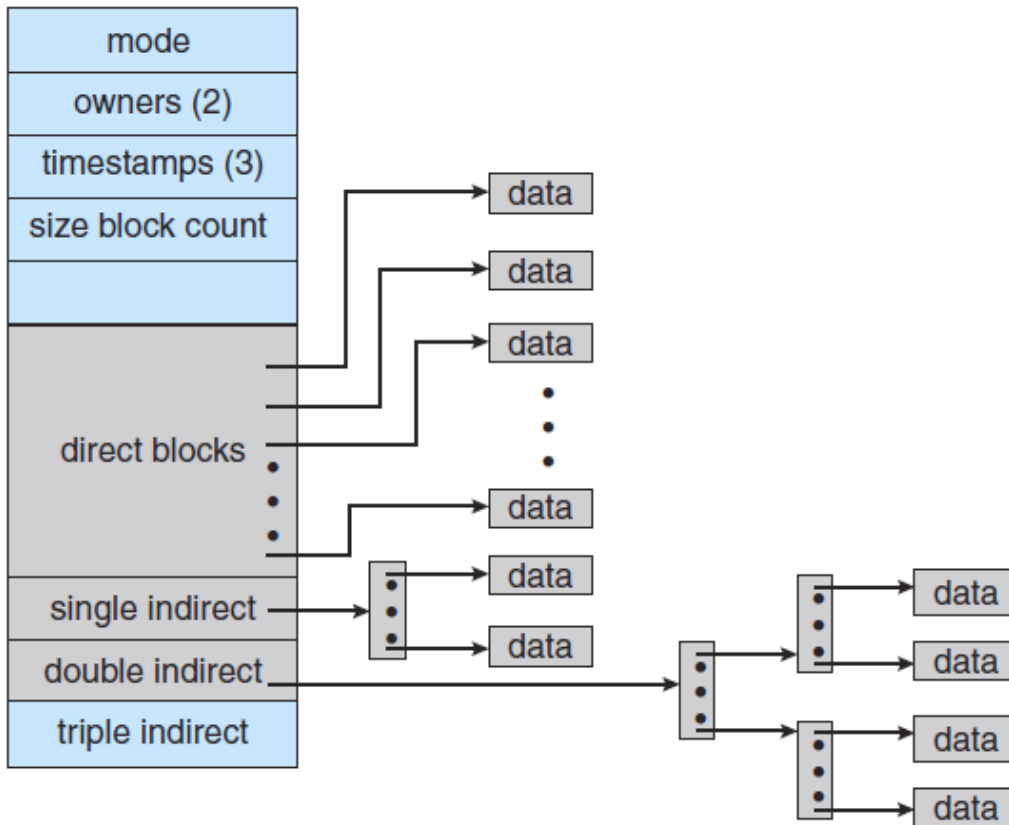 mode
owners (2)
timestamps (3)
size block count
direct blocks
single indirect
double indirect
triple indirect
data
data
data
data
data
data
data
data
data
data